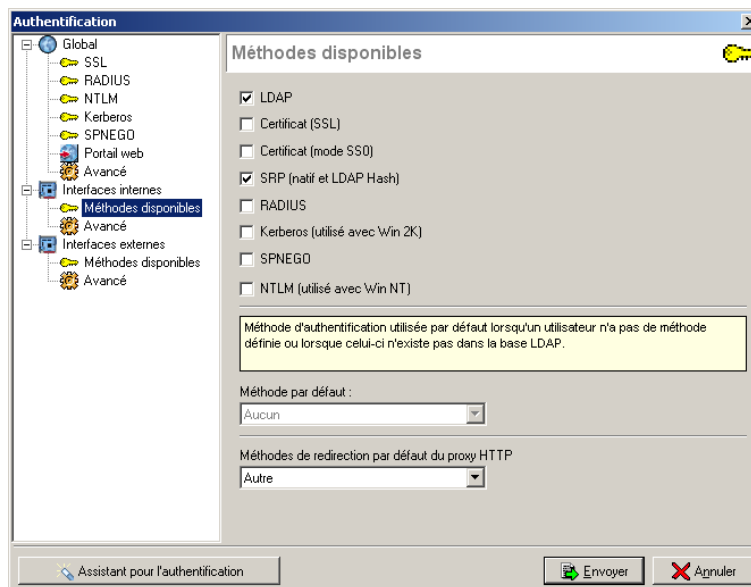 Authentification
Global
SSL
RADIUS
NTLM
Kerberos
SPNEGO
Portail web
Avancé
Interfaces internes
Méthodes disponibles
Avancé
Interfaces externes
Méthodes disponibles
Avancé
Méthodes disponibles
LDAP
Certificat (SSL)
Certificat (mode SS0)
SRP (natif et LDAP Hash)
RADIUS
Kerberos (utilisé avec Win 2K)
SPNEGO
NTLM (utilisé avec Win NT)
Méthode d'authentification utilisée par défaut lorsqu'un utilisateur n'a pas de méthode
définie ou lorsque celui-ci n'existe pas dans la base LDAP.
Méthode par défaut :
Aucun
Méthodes de redirection par défaut du proxy HTTP
Autre
Assistant pour l'authentification
Envoyer
Annuler